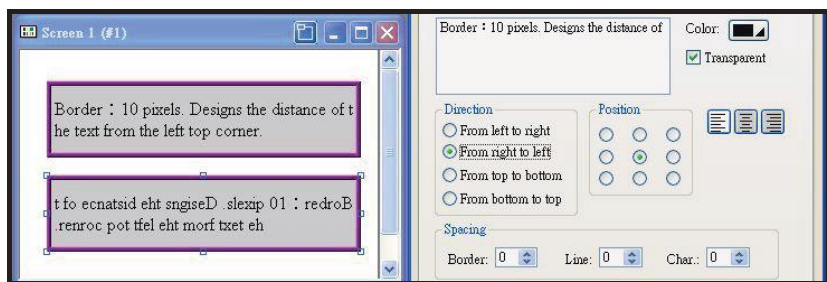 Screen 1 (#1)
Border：10 pixels. Designs the distance of t
he text from the left top corner.
t fo ecnatsid eht sngiseD .slexip 01：redroB
.renroc pot tfel eht morf txet eh
Border：10 pixels. Designs the distance of
Color:
Transparent
Direction
From left to right
From right to left
From top to bottom
From bottom to top
Position
Spacing
Border: 0
Line: 0
Char.: 0